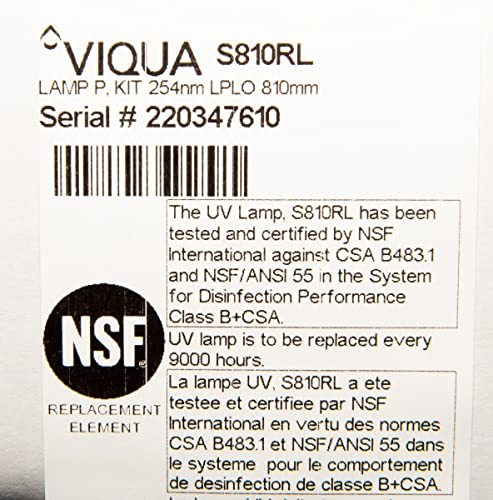 VIQUA S810RL
LAMP P, KIT 254nm LPLO 810mm
Serial # 220347610
The UV Lamp, S810RL has been
tested and certified by NSF
International against CSA B483.1
and NSF/ANSI 55 in the System
for Disinfection Performance
Class B+CSA.
UV lamp is to be replaced every
9000 hours.
NSF®
REPLACEMENT
ELEMENT
La lampe UV, S810RL a ete
testee et certifiee par NSF
International en vertu des normes
CSA B483.1 et NSF/ANSI 55 dans
le systeme pour le comportement
de desinfection de classe B+CSA.